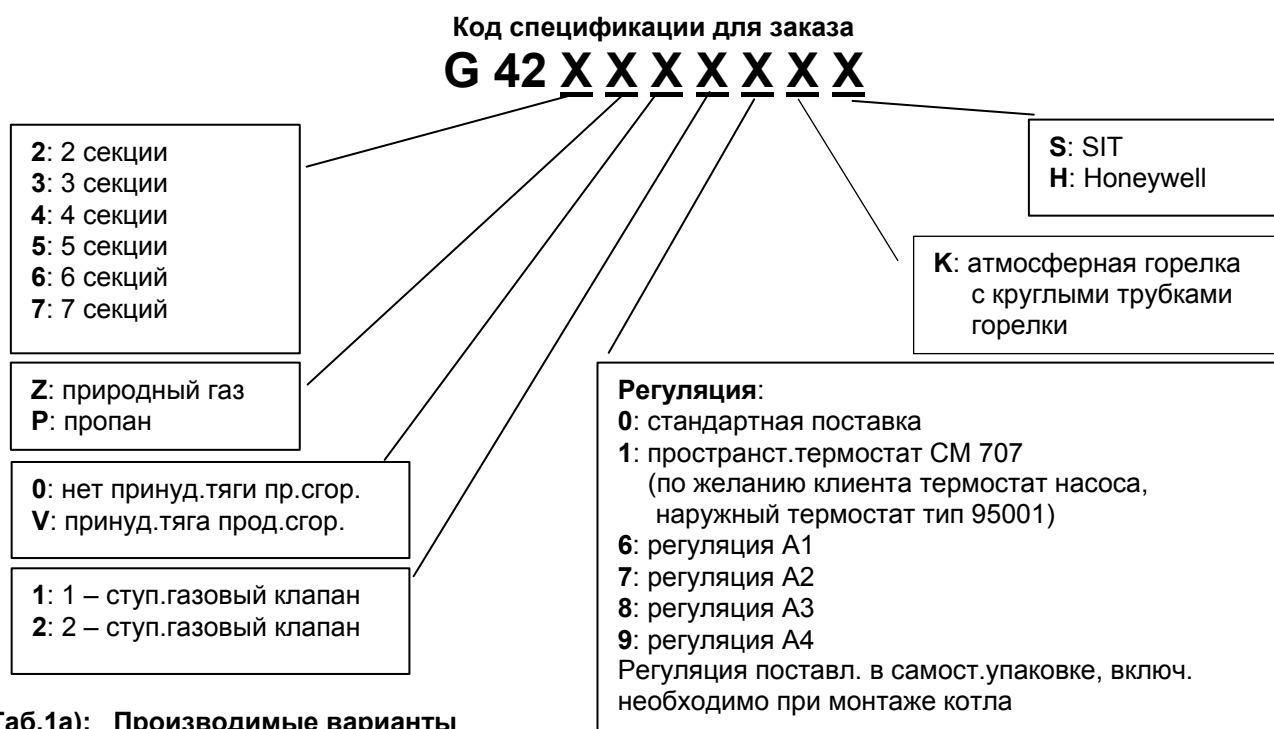 Код спецификации для заказа
G 42 X X X X X X X
2: 2 секции
3: 3 секции
4: 4 секции
5: 5 секции
6: 6 секций
7: 7 секций
Z: природный газ
P: пропан
0: нет принуд.тяги пр.сгор.
V: принуд.тяга прод.сгор.
1: 1 – ступ.газовый клапан
2: 2 – ступ.газовый клапан
S: SIT
H: Honeywell
K: атмосферная горелка
с круглыми трубками
горелки
Регуляция:
0: стандартная поставка
1: пространст.термостат CM 707
(по желанию клиента термостат насоса,
наружный термостат тип 95001)
6: регуляция A1
7: регуляция A2
8: регуляция A3
9: регуляция A4
Регуляция поставл. в самост.упаковке, включ.
необходимо при монтаже котла
Таб.1а): Производимые варианты